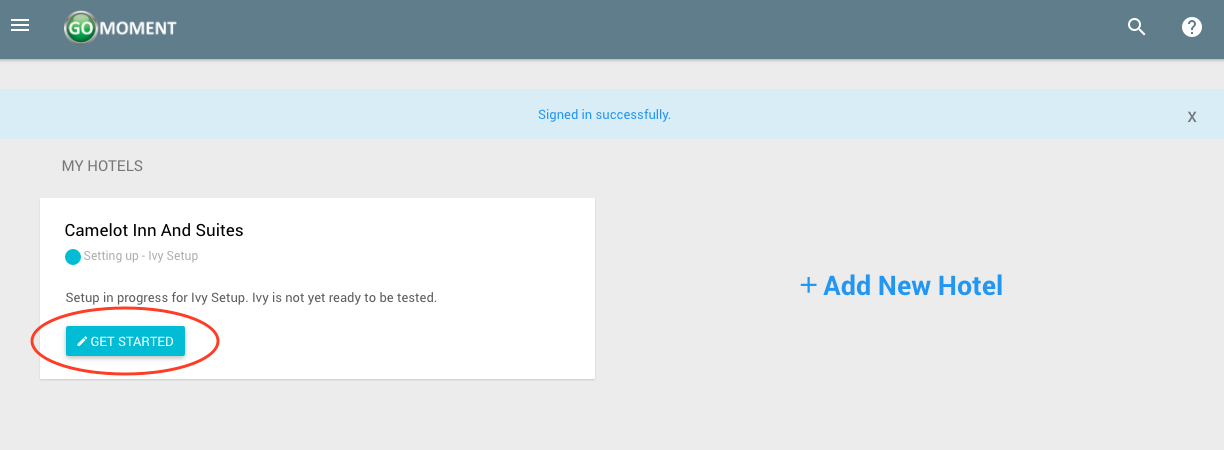 GO MOMENT
?
Signed in successfully.
X
MY HOTELS
Camelot Inn And Suites
Setting up - Ivy Setup
Setup in progress for Ivy Setup. Ivy is not yet ready to be tested.
GET STARTED
+ Add New Hotel